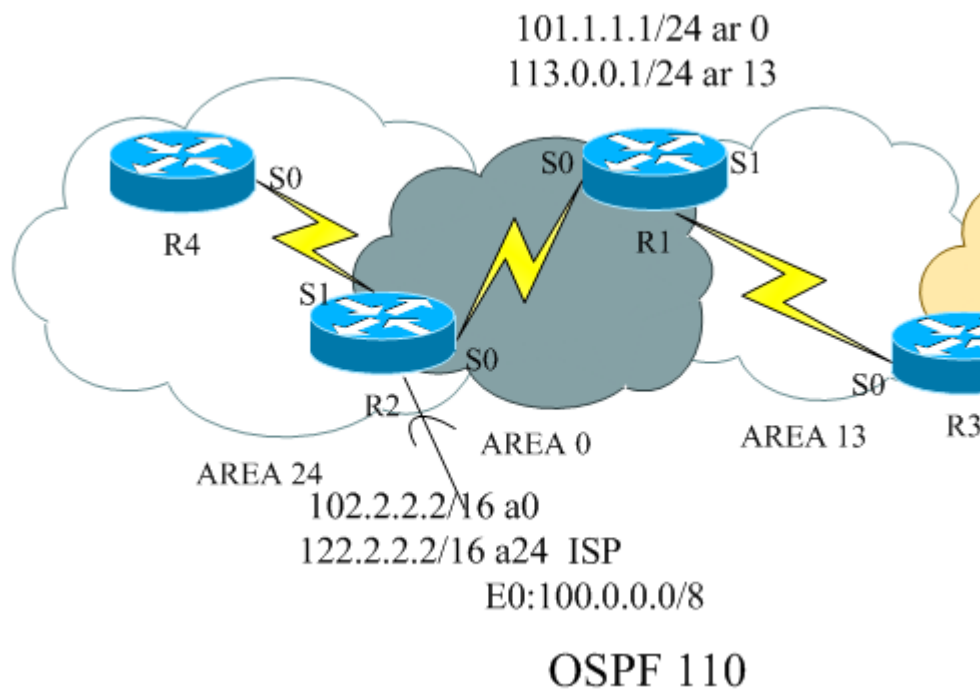 101.1.1.1/24 ar 0
113.0.0.1/24 ar 13
S0
S1
S0
R4
R1
S1
S0
S0
R2
R3
AREA 0
AREA 13
AREA 24
102.2.2.2/16 a0
122.2.2.2/16 a24 ISP
E0:100.0.0.0/8
OSPF 110